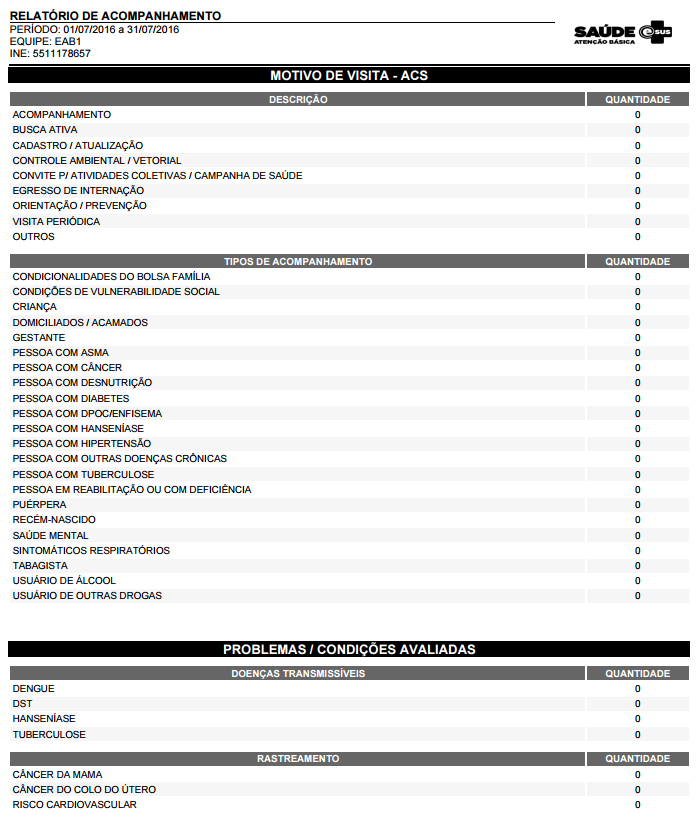 RELATÓRIO DE ACOMPANHAMENTO
PERÍODO: 01/07/2016 a 31/07/2016
EQUIPE: EAB1
INE: 5511178657
SAÚDE e SUS
ATENÇÃO BÁSICA
MOTIVO DE VISITA - ACS
DESCRIÇÃO QUANTIDADE
ACOMPANHAMENTO 0
BUSCA ATIVA 0
CADASTRO / ATUALIZAÇÃO 0
CONTROLE AMBIENTAL / VETORIAL 0
CONVITE P/ ATIVIDADES COLETIVAS / CAMPANHA DE SAÚDE 0
EGRESSO DE INTERNAÇÃO 0
ORIENTAÇÃO / PREVENÇÃO 0
VISITA PERIÓDICA 0
OUTROS 0
TIPOS DE ACOMPANHAMENTO QUANTIDADE
CONDICIONALIDADES DO BOLSA FAMÍLIA 0
CONDIÇÕES DE VULNERABILIDADE SOCIAL 0
CRIANÇA 0
DOMICILIADOS / ACAMADOS 0
GESTANTE 0
PESSOA COM ASMA 0
PESSOA COM CÂNCER 0
PESSOA COM DESNUTRIÇÃO 0
PESSOA COM DIABETES 0
PESSOA COM DPOC/ENFISEMA 0
PESSOA COM HANSENÍASE 0
PESSOA COM HIPERTENSÃO 0
PESSOA COM OUTRAS DOENÇAS CRÔNICAS 0
PESSOA COM TUBERCULOSE 0
PESSOA EM REABILITAÇÃO OU COM DEFICIÊNCIA 0
PUÉRPERA 0
RECÉM-NASCIDO 0
SAÚDE MENTAL 0
SINTOMÁTICOS RESPIRATÓRIOS 0
TABAGISTA 0
USUÁRIO DE ÁLCOOL 0
USUÁRIO DE OUTRAS DROGAS 0
PROBLEMAS / CONDIÇÕES AVALIADAS
DOENÇAS TRANSMISSÍVEIS QUANTIDADE
DENGUE 0
DST 0
HANSENÍASE 0
TUBERCULOSE 0
RASTREAMENTO QUANTIDADE
CÂNCER DA MAMA 0
CÂNCER DO COLO DO ÚTERO 0
RISCO CARDIOVASCULAR 0